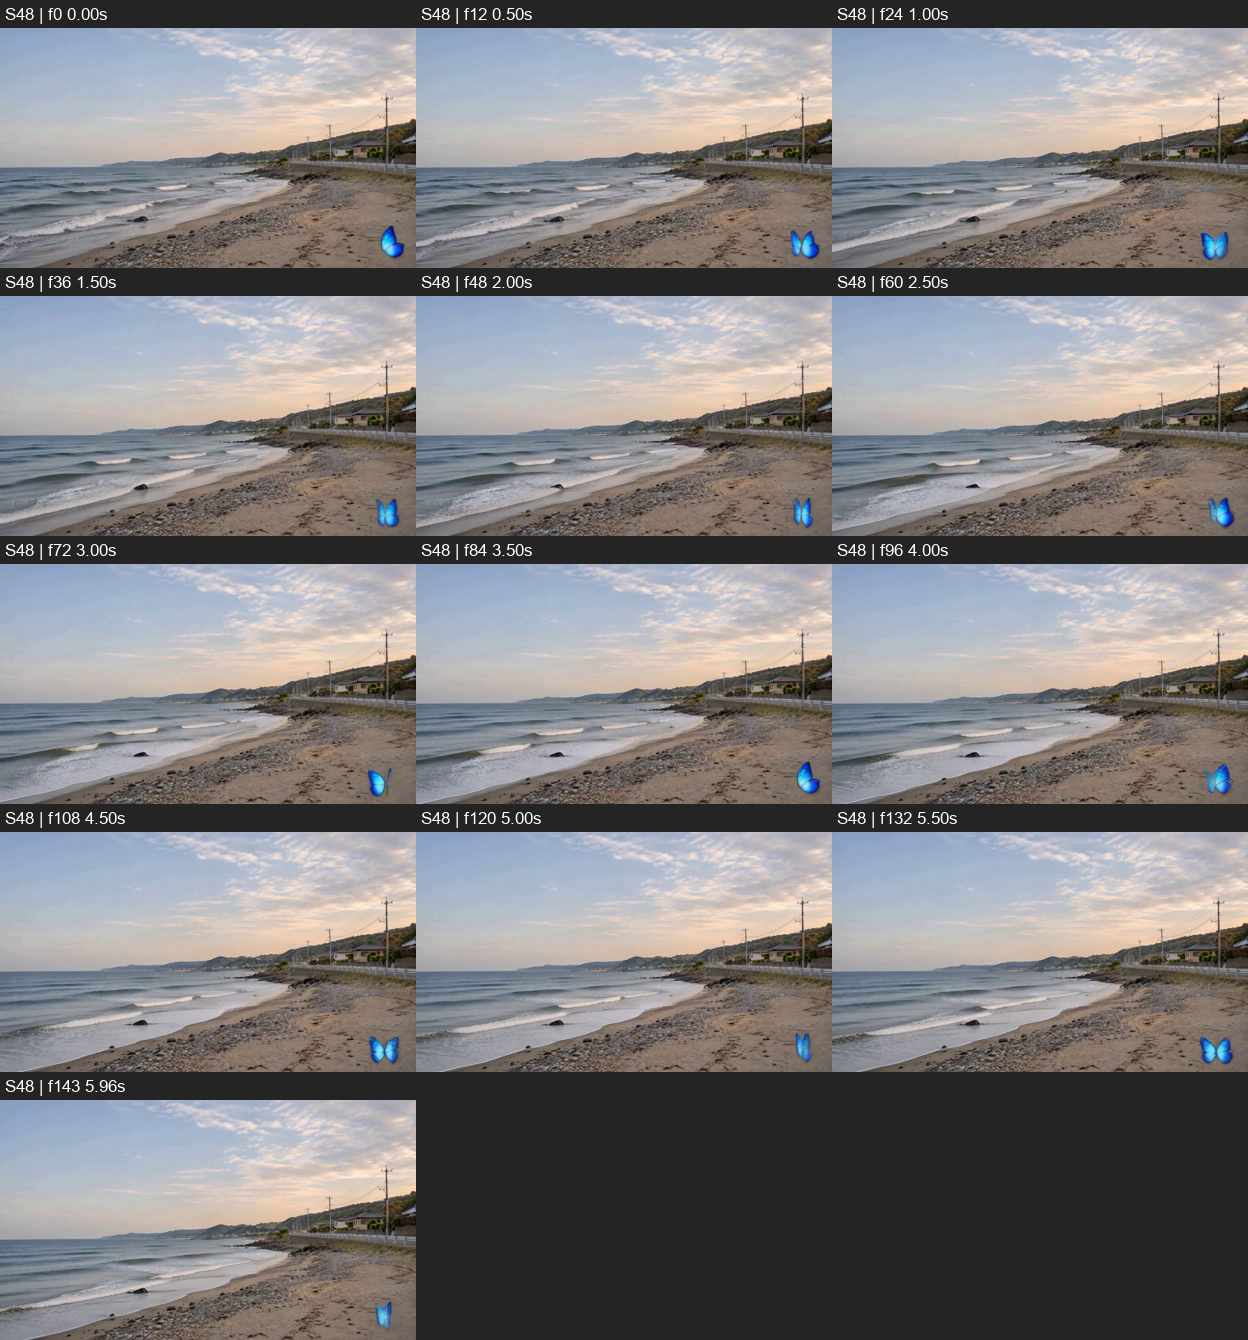 S48 | f0 0.00s
S48 | f12 0.50s
S48 | f24 1.00s
S48 | f36 1.50s
S48 | f48 2.00s
S48 | f60 2.50s
S48 | f72 3.00s
S48 | f84 3.50s
S48 | f96 4.00s
S48 | f108 4.50s
S48 | f120 5.00s
S48 | f132 5.50s
S48 | f143 5.96s